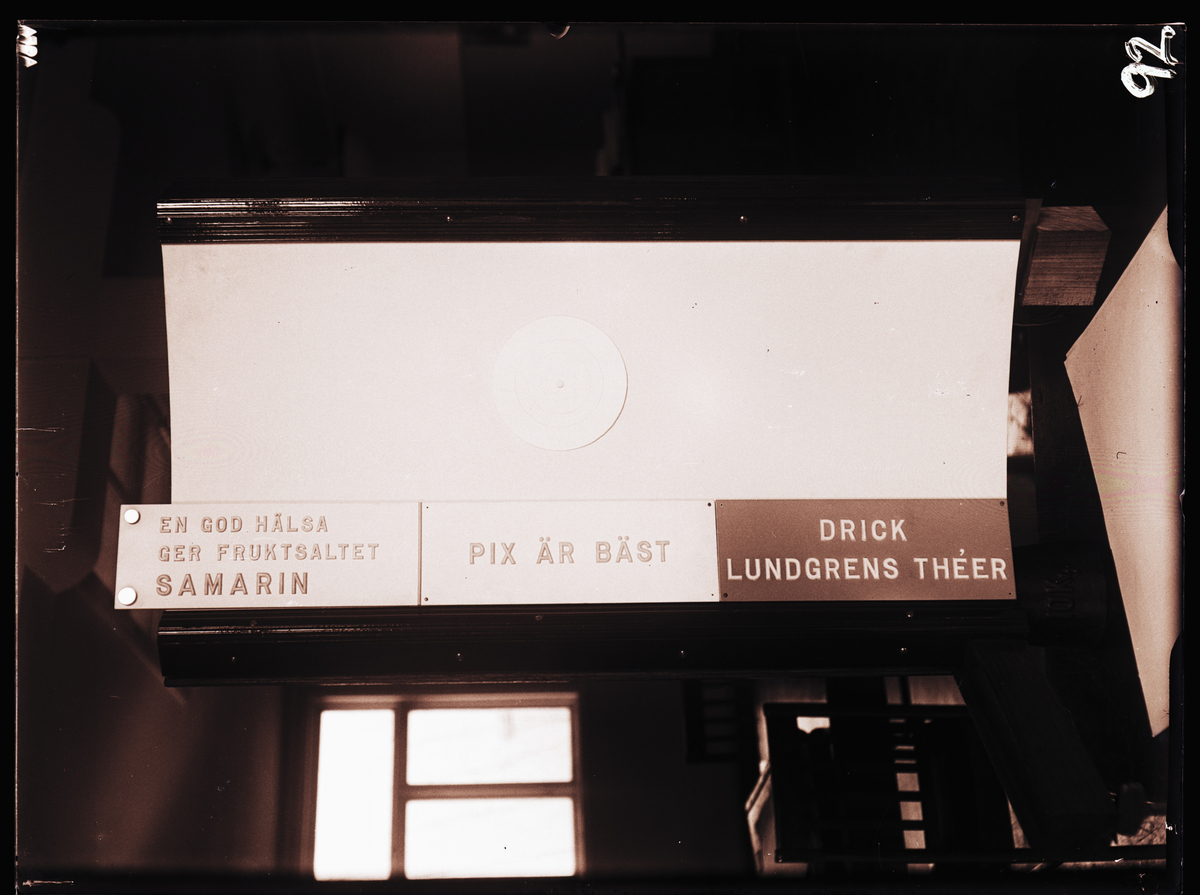 92
EN GOD HÄLSA
GER FRUKTSALTET
SAMARIN
PIX ÄR BÄST
DRICK
LUNDGRENS THÉER